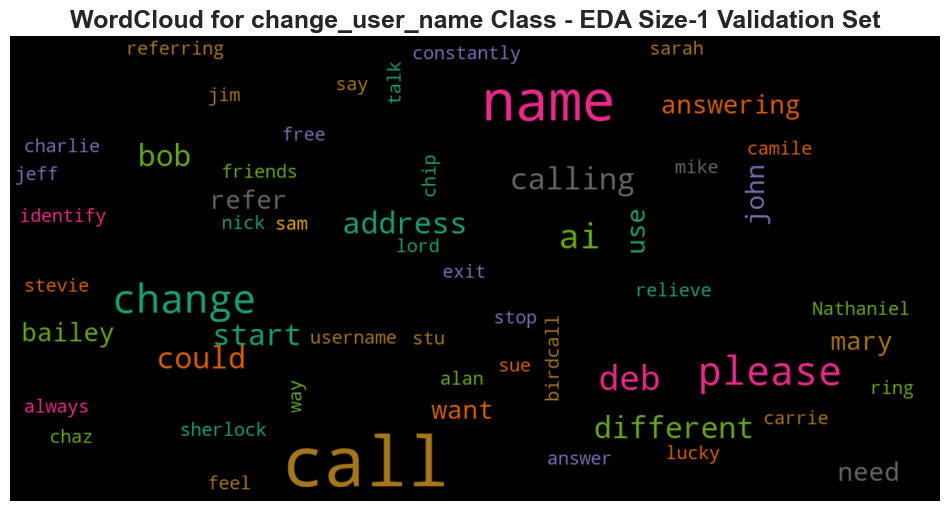 WordCloud for change_user_name Class - EDA Size-1 Validation Set
referring
constantly
sarah
talk
say
jim
name
answering
free
charlie
bob
camile
jeff
friends
chip
calling
mike
john
refer
identify
nick
sam
address
lord
ai
use
exit
stevie
relieve
change
Nathaniel
bailey
start
username
stu
stop
birdcall
mary
could
sue
deb
please
alan
ring
way
always
want
carrie
chaz
sherlock
different
call
answer
lucky
feel
need